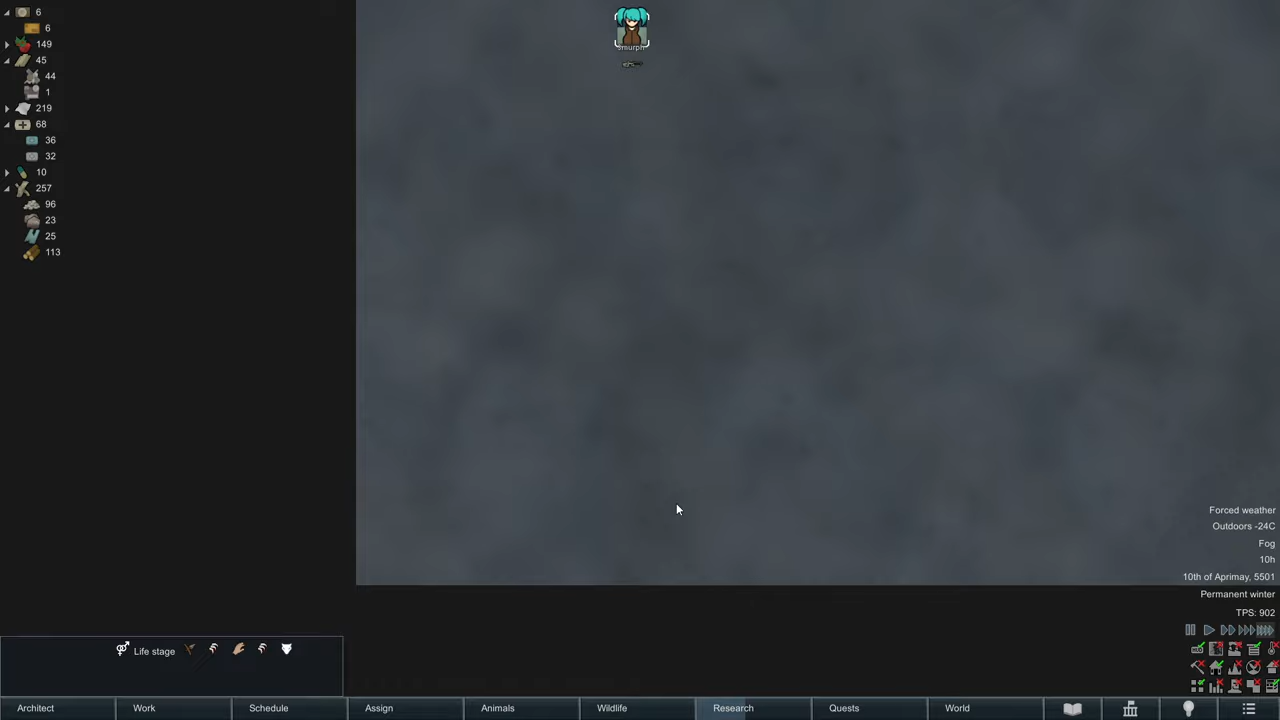 6
6
149
45
44
1
219
68
36
32
10
257
96
23
25
113
Forced weather
Outdoors -24C
Fog
10h
10th of Aprimay, 5501
Permanent winter
TPS: 902
Life stage
Architect
Work
Schedule
Assign
Animals
Wildlife
Research
Quests
World